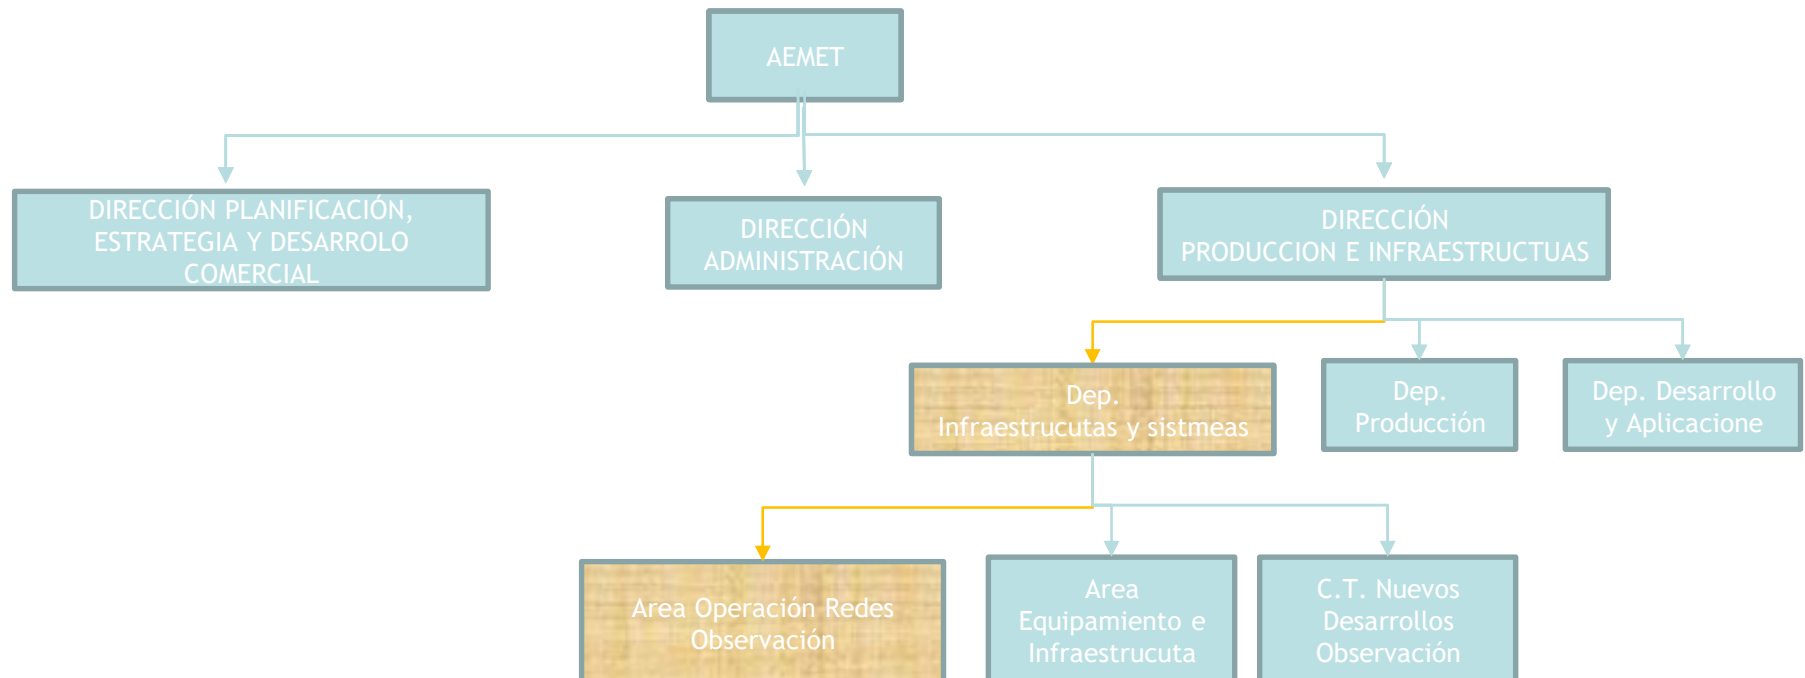 AEMET
DIRECCIÓN PLANIFICACIÓN,
ESTRATEGIA Y DESARROLO
COMERCIAL
DIRECCIÓN
ADMINISTRACIÓN
DIRECCIÓN
PRODUCCION E INFRAESTRUCTUAS
Dep.
Infraestrucutas y sistmeas
Dep.
Producción
Dep. Desarrollo
y Aplicacione
Area Operación Redes
Observación
Area
Equipamiento e
Infraestrucuta
C.T. Nuevos
Desarrollos
Observación